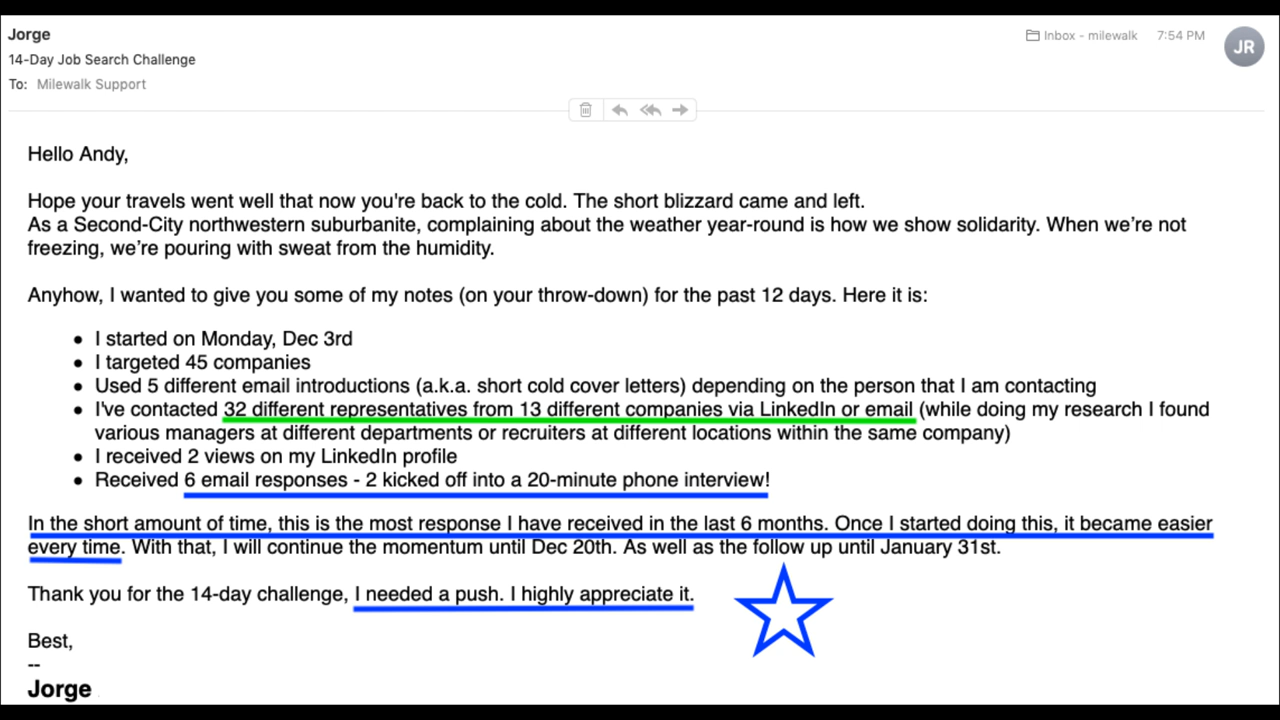 Jorge
Inbox - milewalk 7:54 PM
JR
14-Day Job Search Challenge
To: Milewalk Support
Hello Andy,
Hope your travels went well that now you're back to the cold. The short blizzard came and left.
As a Second-City northwestern suburbanite, complaining about the weather year-round is how we show solidarity. When we’re not
freezing, we’re pouring with sweat from the humidity.
Anyhow, I wanted to give you some of my notes (on your throw-down) for the past 12 days. Here it is:
• I started on Monday, Dec 3rd
• I targeted 45 companies
• Used 5 different email introductions (a.k.a. short cold cover letters) depending on the person that I am contacting
• I've contacted 32 different representatives from 13 different companies via LinkedIn or email (while doing my research I found
various managers at different departments or recruiters at different locations within the same company)
• I received 2 views on my LinkedIn profile
• Received 6 email responses - 2 kicked off into a 20-minute phone interview!
In the short amount of time, this is the most response I have received in the last 6 months. Once I started doing this, it became easier
every time. With that, I will continue the momentum until Dec 20th. As well as the follow up until January 31st.
Thank you for the 14-day challenge, I needed a push. I highly appreciate it.
Best,
--
Jorge